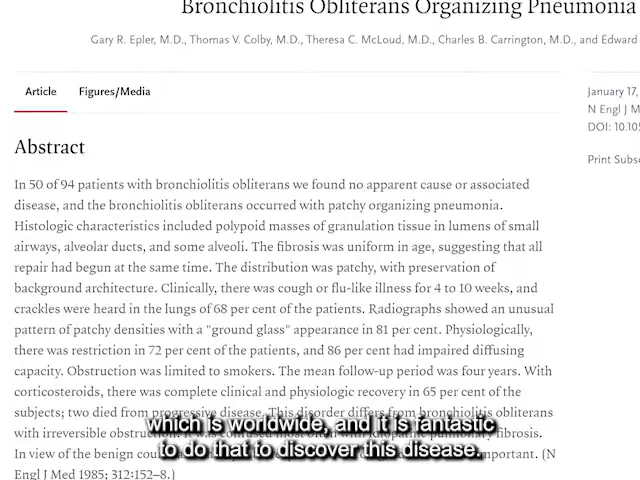 Bronchiolitis Obliterans Organizing Pneumonia
Gary R. Epler, M.D., Thomas V. Colby, M.D., Theresa C. McLoud, M.D., Charles B. Carrington, M.D., and Edward
Article Figures/Media
January 17,
N Engl J M
DOI: 10.105
Print Subsc
Abstract
In 50 of 94 patients with bronchiolitis obliterans we found no apparent cause or associated
disease, and the bronchiolitis obliterans occurred with patchy organizing pneumonia.
Histologic characteristics included polypoid masses of granulation tissue in lumens of small
airways, alveolar ducts, and some alveoli. The fibrosis was uniform in age, suggesting that all
repair had begun at the same time. The distribution was patchy, with preservation of
background architecture. Clinically, there was cough or flu-like illness for 4 to 10 weeks, and
crackles were heard in the lungs of 68 per cent of the patients. Radiographs showed an unusual
pattern of patchy densities with a "ground glass" appearance in 81 per cent. Physiologically,
there was restriction in 72 per cent of the patients, and 86 per cent had impaired diffusing
capacity. Obstruction was limited to smokers. The mean follow-up period was four years. With
corticosteroids, there was complete clinical and physiologic recovery in 65 per cent of the
subjects; two died from progressive disease. This disorder differs from bronchiolitis obliterans
with irreversible fibrosis.
In view of the benign important. (N
Engl J Med 1985; 312:152–8.)
which is worldwide, and it is fantastic
to do that to discover this disease.